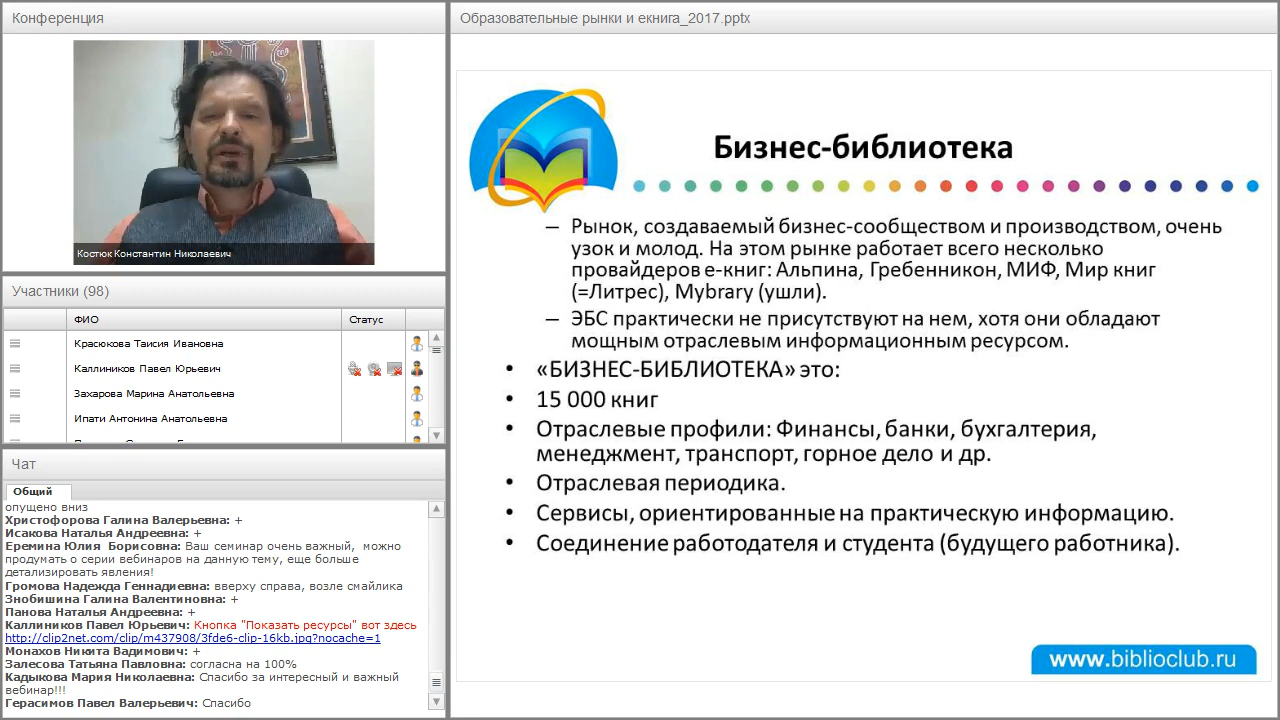 Конференция
Костюк Константин Николаевич
Участники (98)
ФИО
Статус
Красюкова Таисия Ивановна
Каллиников Павел Юрьевич
Захарова Марина Анатольевна
Ипати Антонина Анатольевна
Чат
Общий
опущено вниз
Христофорова Галина Валерьевна: +
Исакова Наталья Андреевна: +
Еремина Юлия Борисовна: Ваш семинар очень важный, можно
продумать о серии вебинаров на данную тему, еще больше
детализировать явления!
Громова Надежда Геннадиевна: вверху справа, возле смайлика
Знобишина Галина Валентиновна: +
Панова Наталья Андреевна: +
Каллиников Павел Юрьевич: Кнопка "Показать ресурсы" вот здесь
http://clip2net.com/clip/m437908/3fde6-clip-16kb.jpg?nocache=1
Монахов Никита Вадимович: +
Залесова Татьяна Павловна: согласна на 100%
Кадыкова Мария Николаевна: Спасибо за интересный и важный
вебинар!!!
Герасимов Павел Валерьевич: Спасибо
Образовательные рынки и екнига_2017.pptx
Бизнес-библиотека
– Рынок, создаваемый бизнес-сообществом и производством, очень
узок и молод. На этом рынке работает всего несколько
провайдеров е-книг: Альпина, Гребенникон, МИФ, Мир книг
(=Литрес), Mybrary (ушли).
– ЭБС практически не присутствуют на нем, хотя они обладают
мощным отраслевым информационным ресурсом.
• «БИЗНЕС-БИБЛИОТЕКА» это:
• 15 000 книг
• Отраслевые профили: Финансы, банки, бухгалтерия,
менеджмент, транспорт, горное дело и др.
• Отраслевая периодика.
• Сервисы, ориентированные на практическую информацию.
• Соединение работодателя и студента (будущего работника).
www.biblioclub.ru